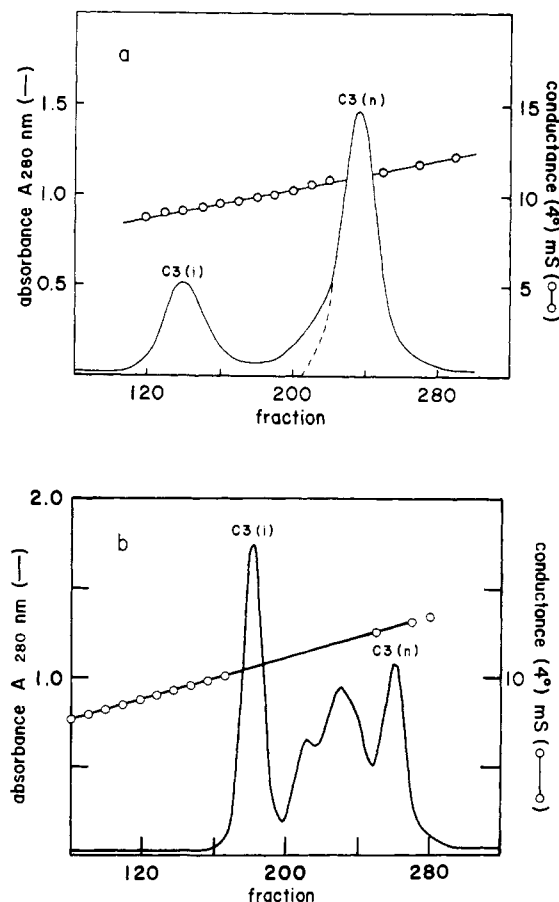 a
absorbance A 280 nm (—)
1.5
1.0
0.5
C3(i)
C3(n)
15
10
5
conductance (4°) mS (o—o)
120
200
280
fraction
b
absorbance A 280 nm (—)
2.0
1.0
C3(i)
C3(n)
10
conductance (4°) mS (o—o)
120
200
280
fraction